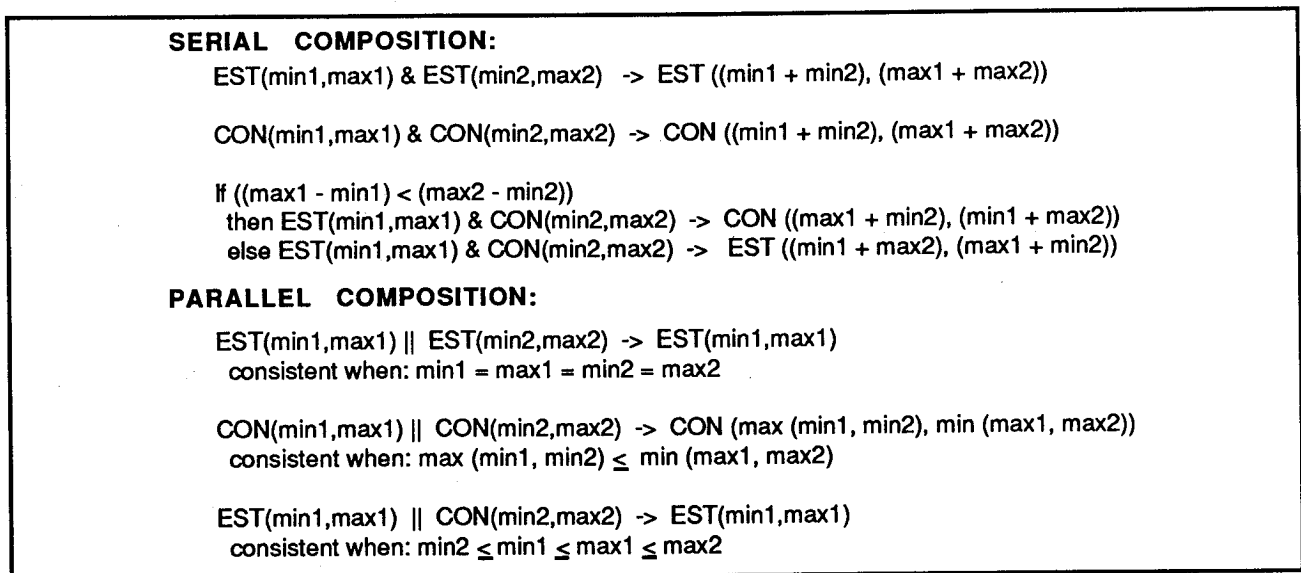 SERIAL COMPOSITION:
EST(min1,max1) & EST(min2,max2) -> EST ((min1 + min2), (max1 + max2))
CON(min1,max1) & CON(min2,max2) -> CON ((min1 + min2), (max1 + max2))
If ((max1 - min1) < (max2 - min2))
then EST(min1,max1) & CON(min2,max2) -> CON ((max1 + min2), (min1 + max2))
else EST(min1,max1) & CON(min2,max2) -> EST ((min1 + max2), (max1 + min2))
PARALLEL COMPOSITION:
EST(min1,max1) || EST(min2,max2) -> EST(min1,max1)
consistent when: min1 = max1 = min2 = max2
CON(min1,max1) || CON(min2,max2) -> CON (max (min1, min2), min (max1, max2))
consistent when: max (min1, min2) ≤ min (max1, max2)
EST(min1,max1) || CON(min2,max2) -> EST(min1,max1)
consistent when: min2 ≤ min1 ≤ max1 ≤ max2